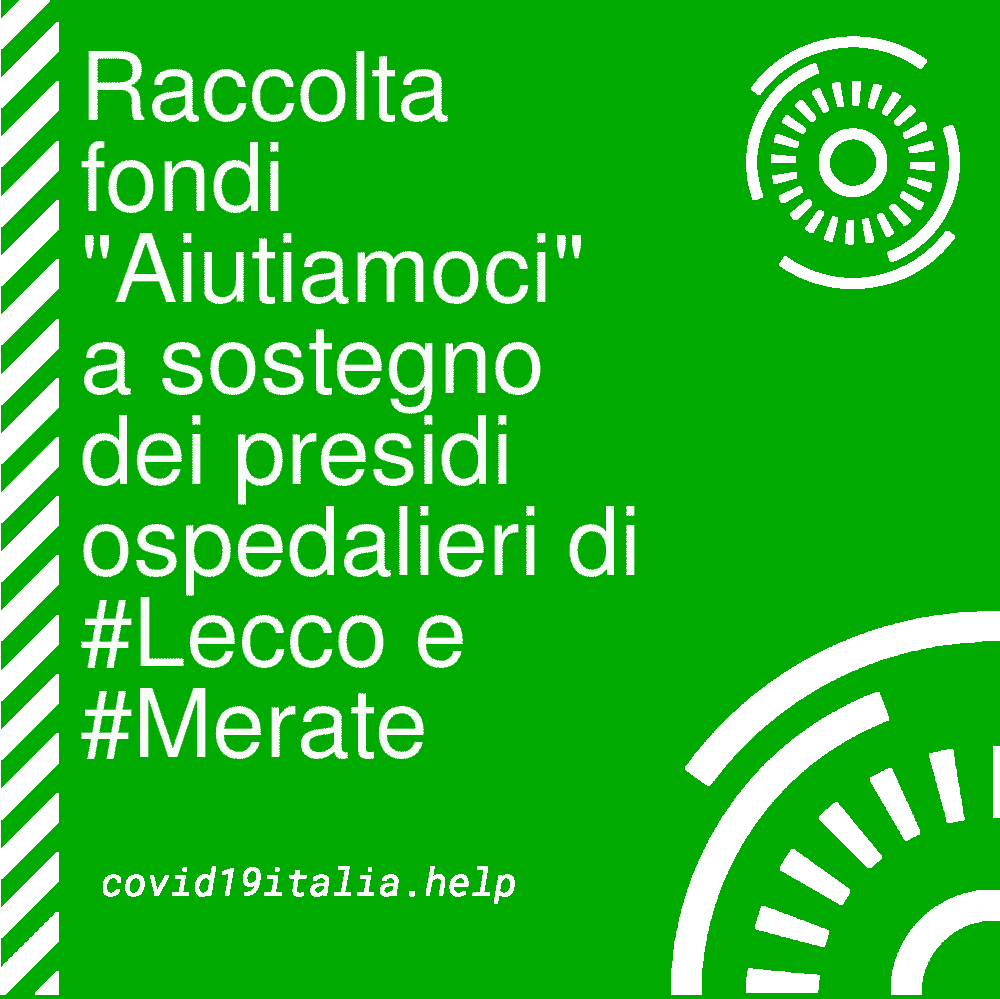 Raccolta
fondi
"Aiutiamoci"
a sostegno
dei presidi
ospedalieri di
#Lecco e
#Merate
covid19italia.help